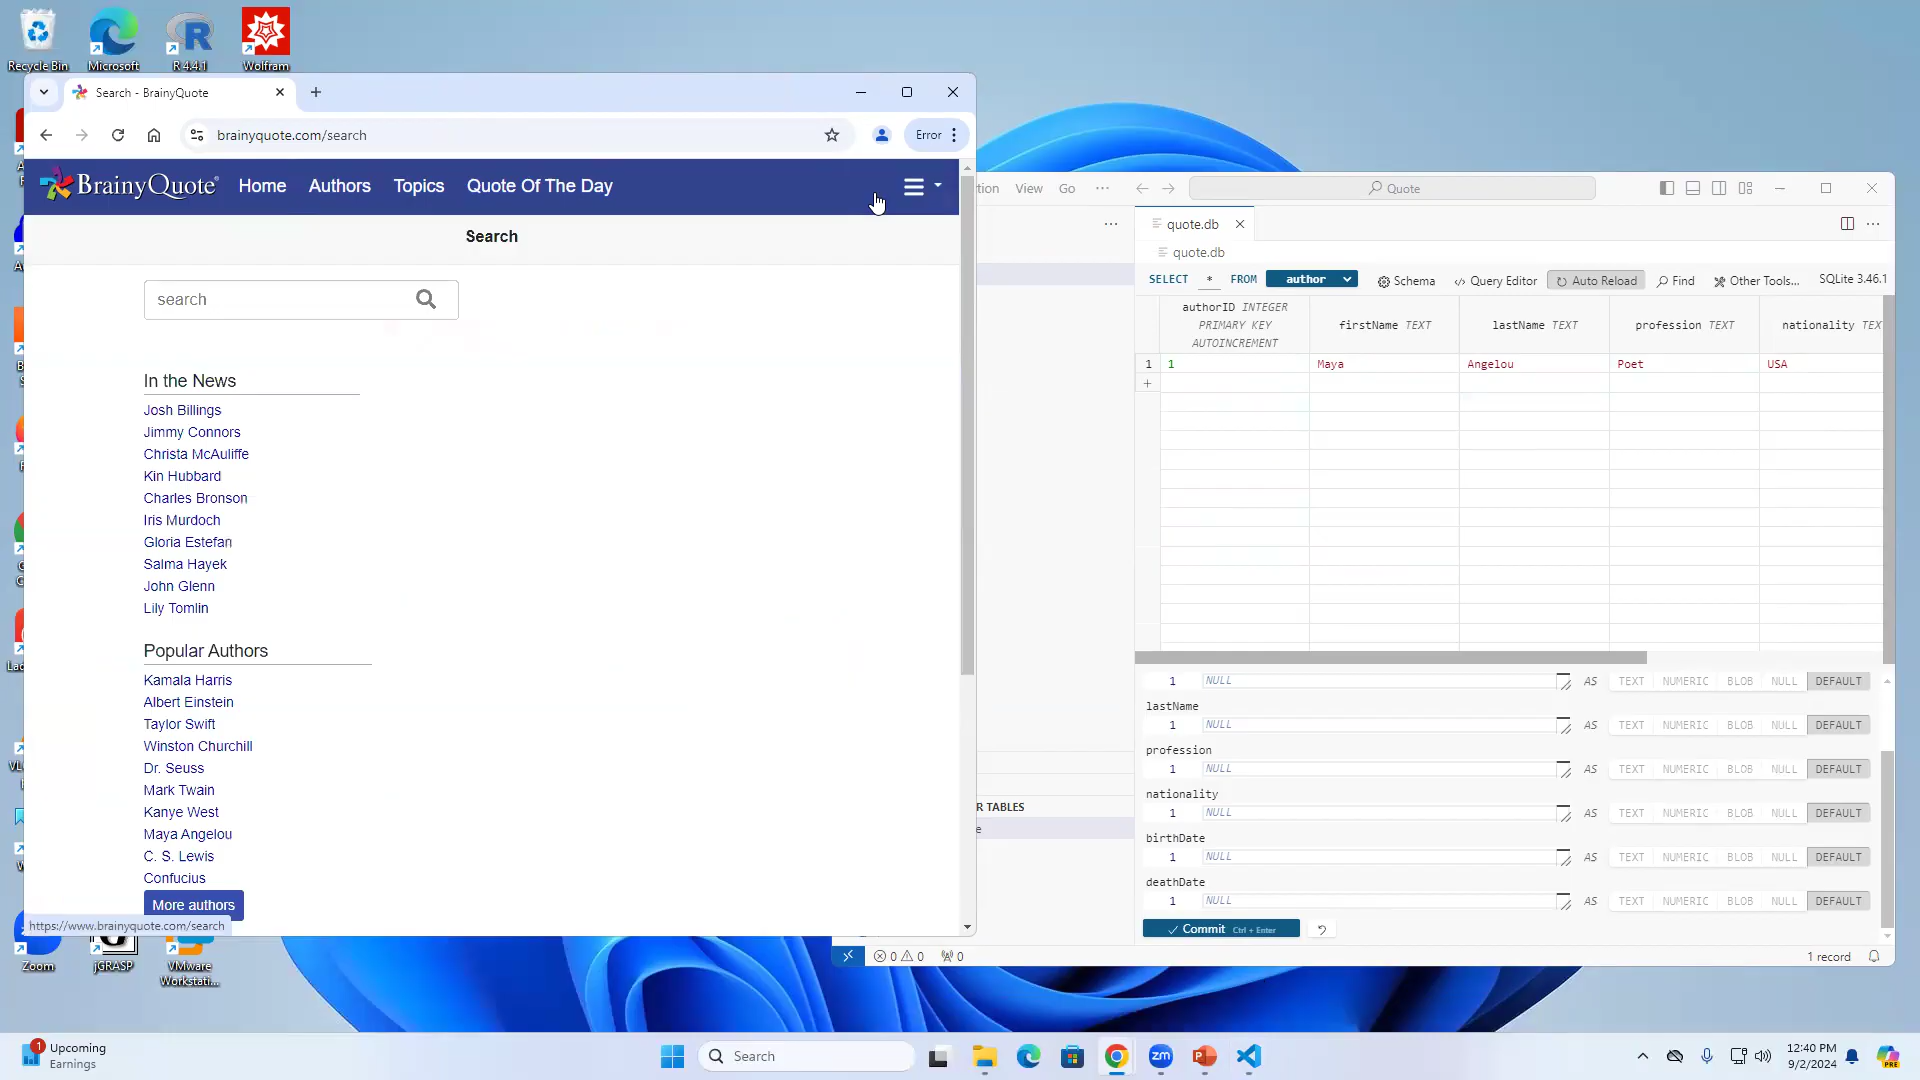 Recycle Bin
Microsoft
R 4.4.1
Wolfram
Search - BrainyQuote
brainyquote.com/search
Error
BrainyQuote Home Authors Topics Quote Of The Day
Search
search
In the News
Josh Billings
Jimmy Connors
Christa McAuliffe
Kin Hubbard
Charles Bronson
Iris Murdoch
Gloria Estefan
Salma Hayek
John Glenn
Lily Tomlin
Popular Authors
Kamala Harris
Albert Einstein
Taylor Swift
Winston Churchill
Dr. Seuss
Mark Twain
Kanye West
Maya Angelou
C. S. Lewis
Confucius
More authors
https://www.brainyquote.com/search
Zoom
jGRASP
VMware
Workstati...
tion View Go ...
Quote
quote.db
quote.db
SELECT * FROM author Schema Query Editor Auto Reload Find Other Tools... SQLite 3.46.1
authorID INTEGER
PRIMARY KEY
AUTOINCREMENT
firstName TEXT
lastName TEXT
profession TEXT
nationality TEX
1 1 Maya Angelou Poet USA
+
1 NULL AS TEXT NUMERIC BLOB NULL DEFAULT
lastName
1 NULL AS TEXT NUMERIC BLOB NULL DEFAULT
profession
1 NULL AS TEXT NUMERIC BLOB NULL DEFAULT
nationality
1 NULL AS TEXT NUMERIC BLOB NULL DEFAULT
birthDate
1 NULL AS TEXT NUMERIC BLOB NULL DEFAULT
deathDate
1 NULL AS TEXT NUMERIC BLOB NULL DEFAULT
Commit Ctrl + Enter
R TABLES
e
0 0 0
1 record
1
Upcoming
Earnings
Search
zm
12:40 PM
9/2/2024
PRE